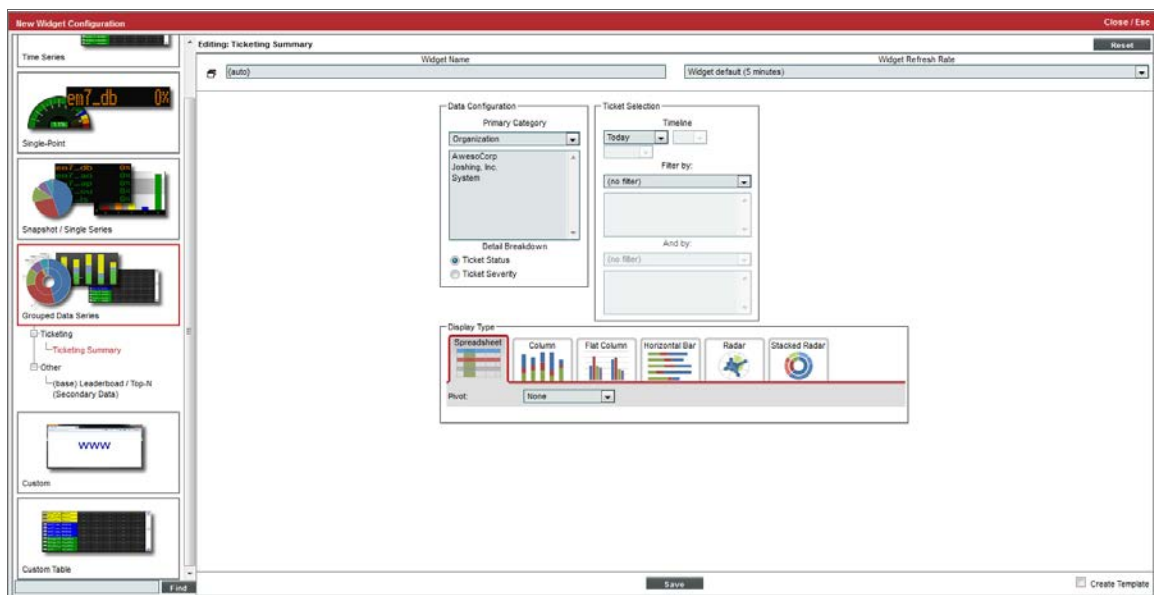 New Widget Configuration
Close / Esc
Time Series
em7_db 0%
Single-Point
em7_db 0%
Snapshot / Single Series
Grouped Data Series
Ticketing
Ticketing Summary
Other
(base) Leaderboad / Top-N
(Secondary Data)
www
Custom
Custom Table
Find
Editing: Ticketing Summary
Reset
Widget Name
Widget Refresh Rate
{auto}
Widget default (5 minutes)
Data Configuration
Primary Category
Organization
AwesoCorp
Joshing, Inc.
System
Detail Breakdown
Ticket Status
Ticket Severity
Ticket Selection
Timeline
Today
Filter by:
(no filter)
And by:
(no filter)
Display Type
Spreadsheet
Column
Flat Column
Horizontal Bar
Radar
Stacked Radar
Pivot:
None
Save
Create Template